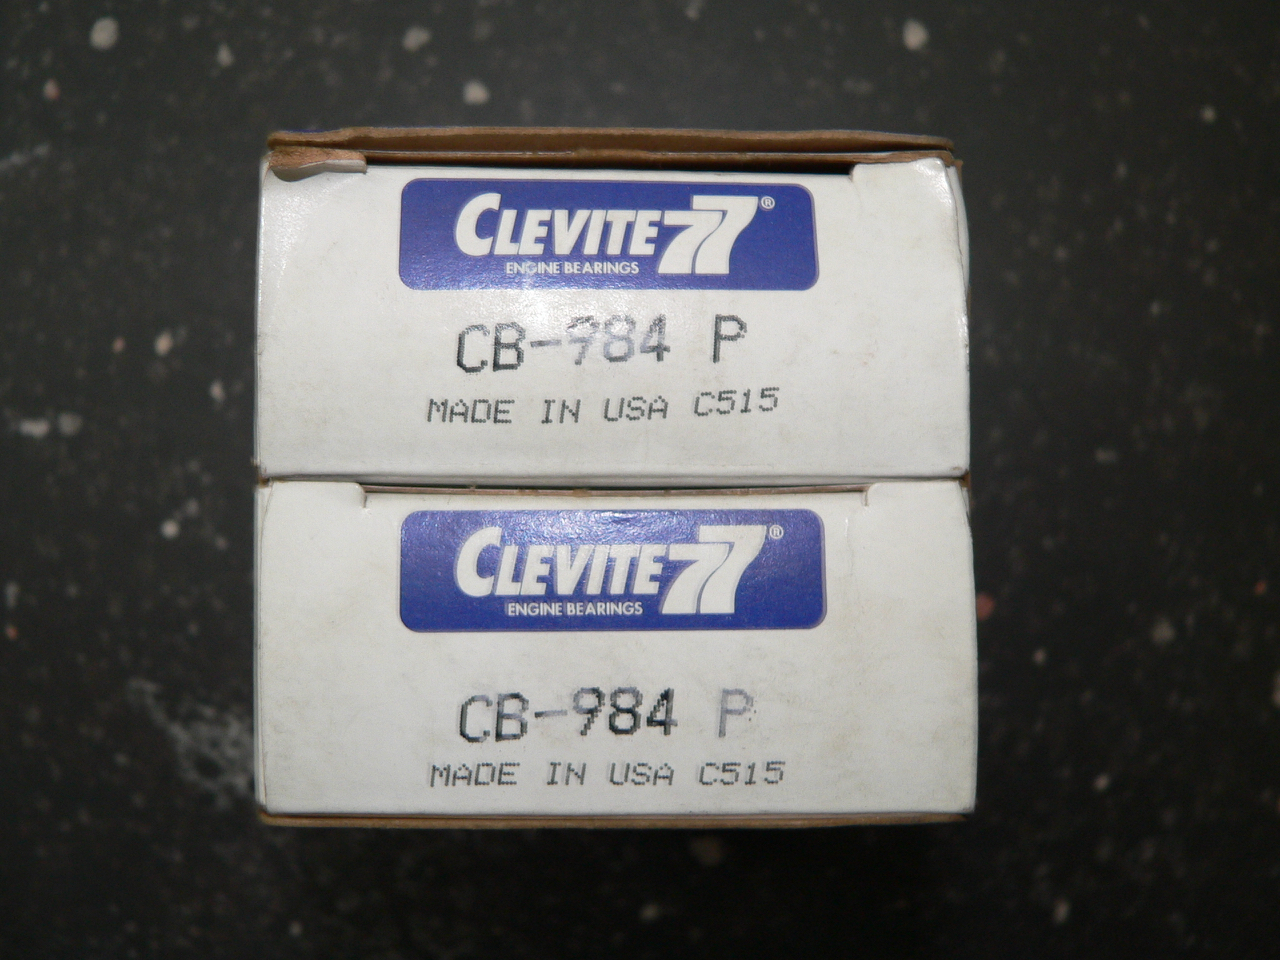 CLEVITE 77®
ENGINE BEARINGS
CB-984 P
MADE IN USA C515
CLEVITE 77®
ENGINE BEARINGS
CB-984 P
MADE IN USA C515